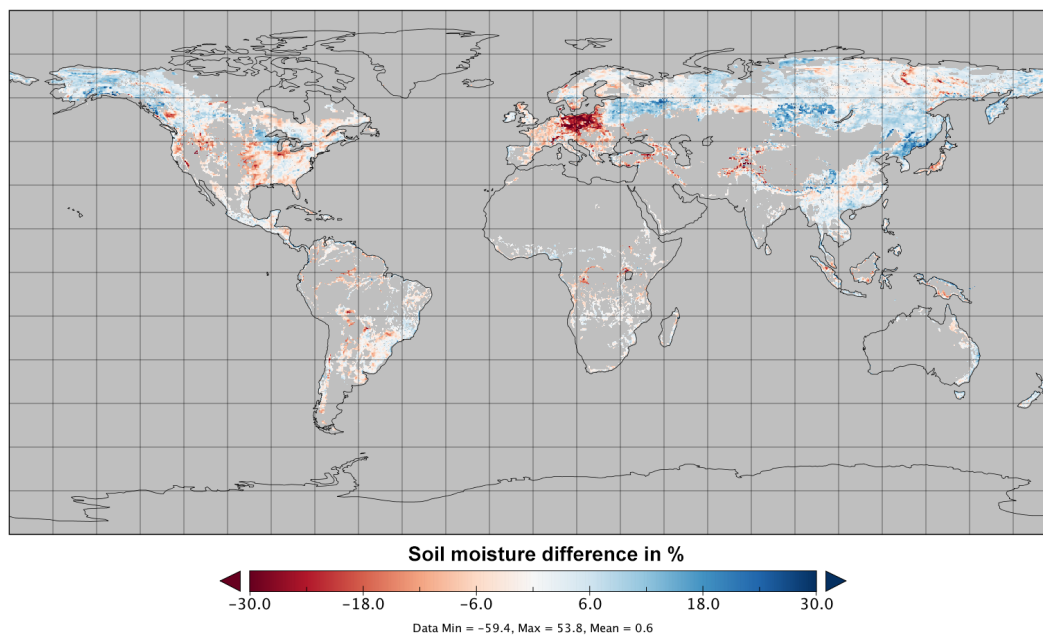 Soil moisture difference in %
-30.0 -18.0 -6.0 6.0 18.0 30.0
Data Min = -59.4, Max = 53.8, Mean = 0.6